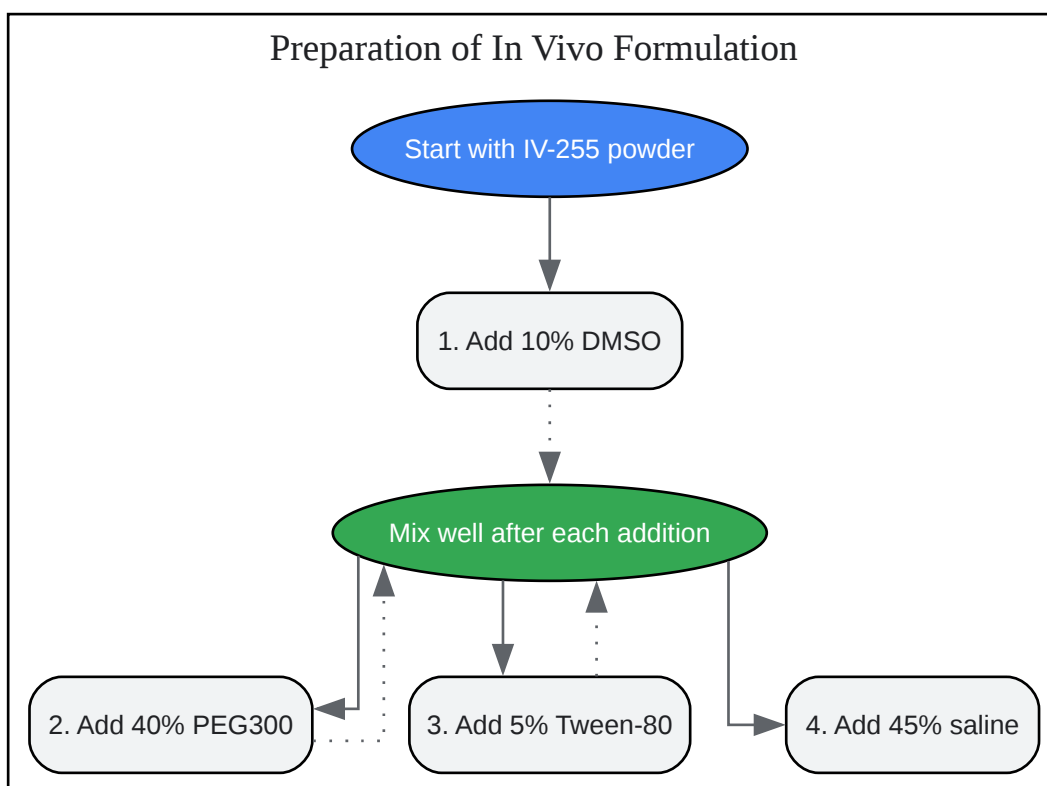 Preparation of In Vivo Formulation
Start with IV-255 powder
1. Add 10% DMSO
Mix well after each addition
2. Add 40% PEG300
3. Add 5% Tween-80
4. Add 45% saline